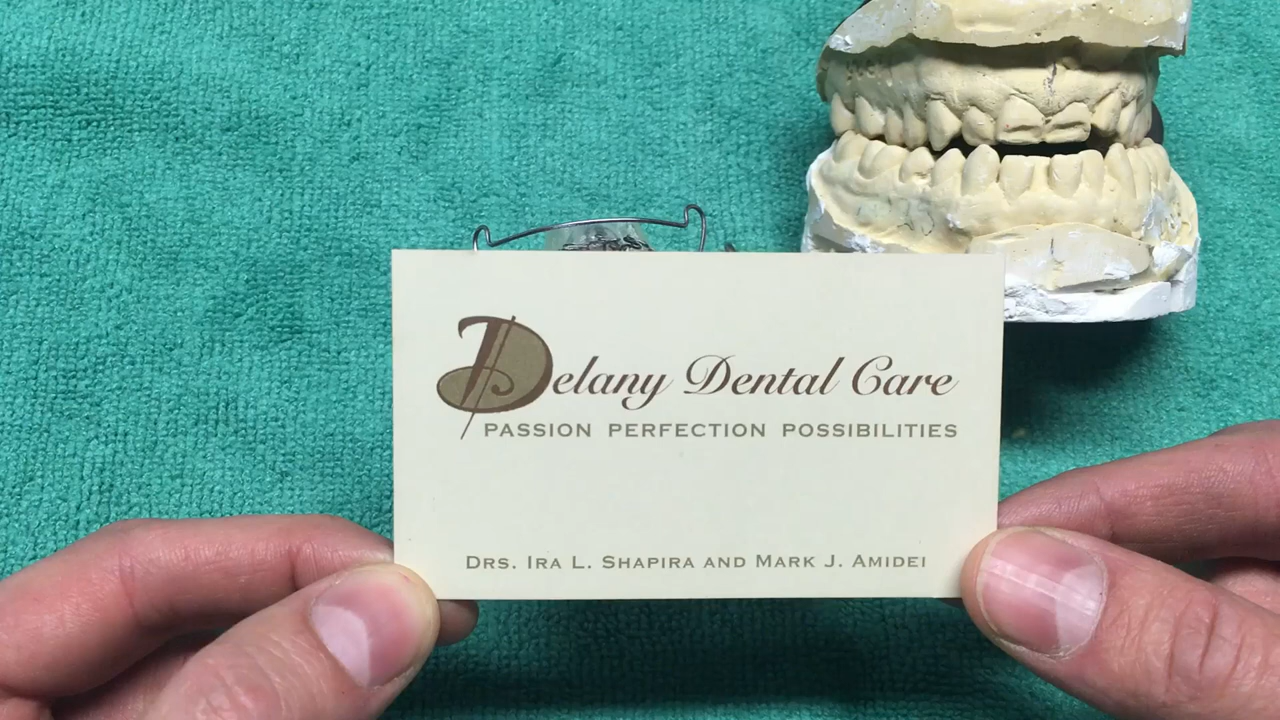 Delany Dental Care
PASSION PERFECTION POSSIBILITIES
DRS. IRA L. SHAPIRA AND MARK J. AMIDEI